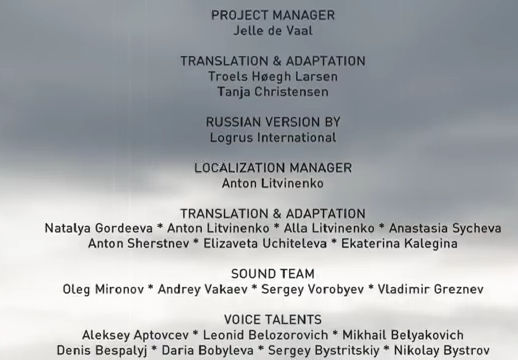 PROJECT MANAGER
Jelle de Vaal
TRANSLATION & ADAPTATION
Troels Høegh Larsen
Tanja Christensen
RUSSIAN VERSION BY
Logrus International
LOCALIZATION MANAGER
Anton Litvinenko
TRANSLATION & ADAPTATION
Natalya Gordeeva * Anton Litvinenko * Alla Litvinenko * Anastasia Sycheva
Anton Sherstnev * Elizaveta Uchiteleva * Ekaterina Kalegina
SOUND TEAM
Oleg Mironov * Andrey Vakaev * Sergey Vorobyev * Vladimir Greznev
VOICE TALENTS
Aleksey Aptovcev * Leonid Belozorovich * Mikhail Belyakovich
Denis Bespalyj * Daria Bobyleva * Sergey Bystritskiy * Nikolay Bystrov